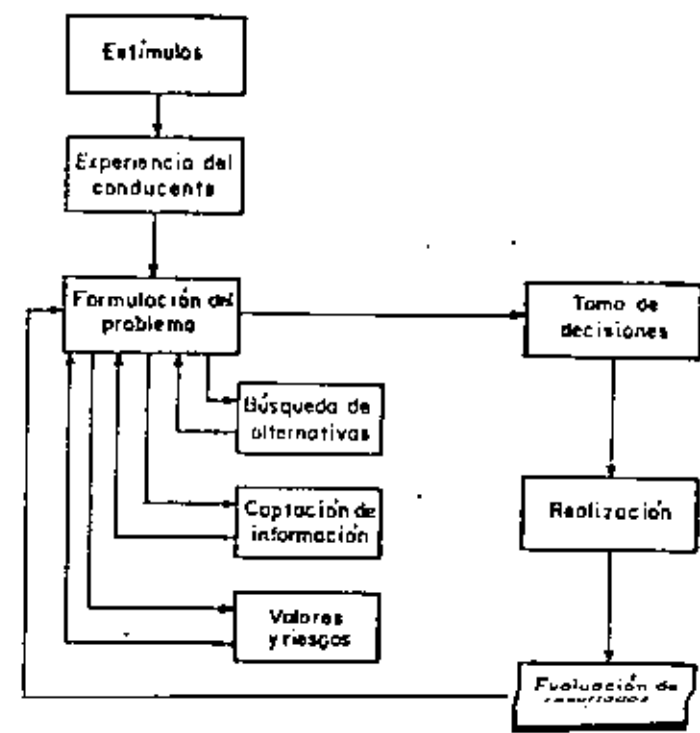 Estímulos
Experiencia del
conducente
Formulación del
problema
Toma de
decisiones
Búsqueda de
alternativas
Captación de
información
Realización
Valores
y riesgos
Evaluación de